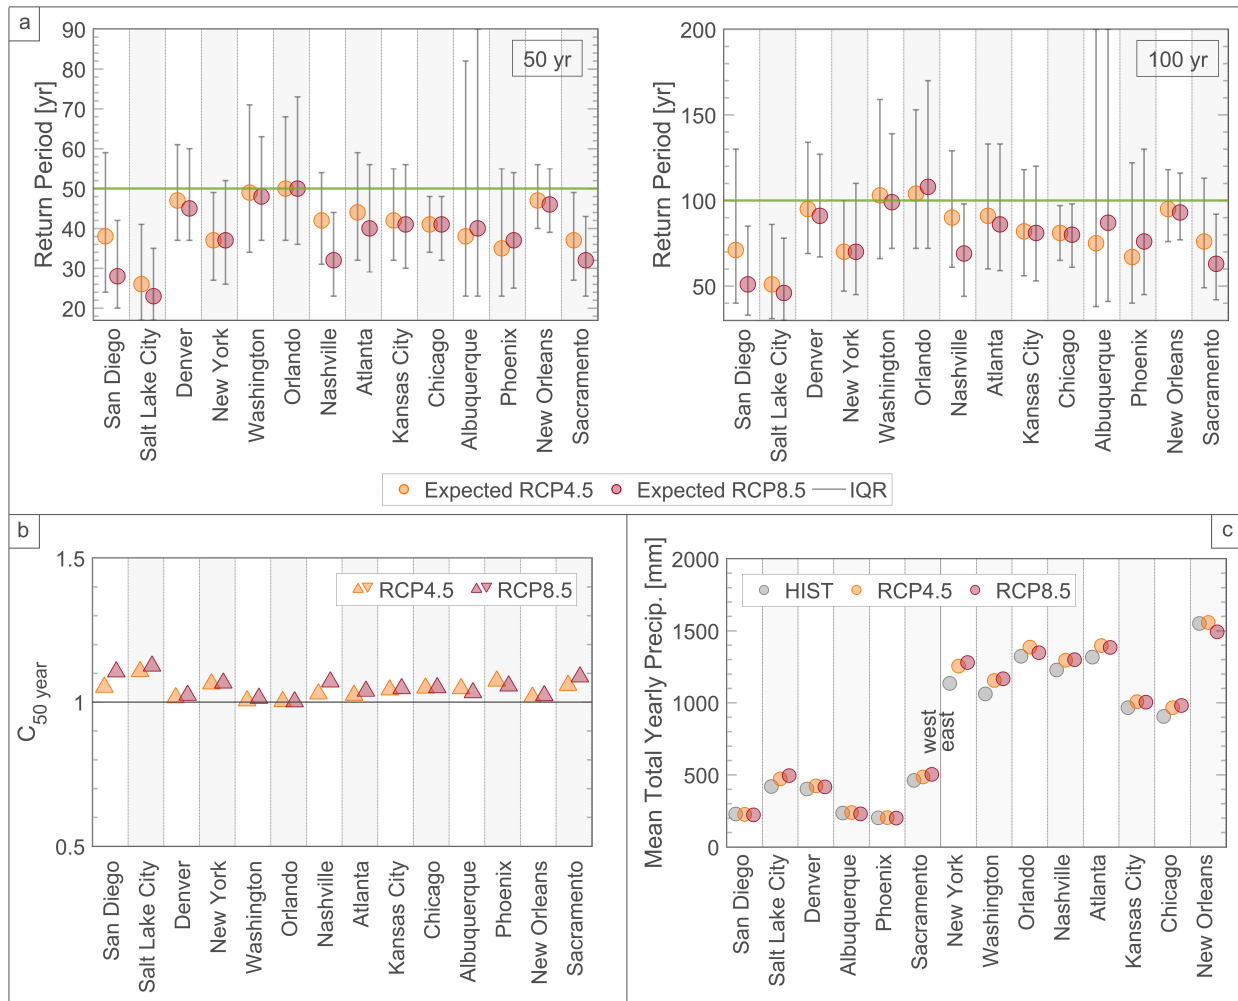 a
90
80
70
60
50
40
30
20
Return Period [yr]
50 yr
San Diego
Salt Lake City
Denver
New York
Washington
Orlando
Nashville
Atlanta
Kansas City
Chicago
Albuquerque
Phoenix
New Orleans
Sacramento
200
150
100
50
Return Period [yr]
100 yr
San Diego
Salt Lake City
Denver
New York
Washington
Orlando
Nashville
Atlanta
Kansas City
Chicago
Albuquerque
Phoenix
New Orleans
Sacramento
Expected RCP4.5 Expected RCP8.5 IQR
b
1.5
1
0.5
C50 year
RCP4.5 RCP8.5
San Diego
Salt Lake City
Denver
New York
Washington
Orlando
Nashville
Atlanta
Kansas City
Chicago
Albuquerque
Phoenix
New Orleans
Sacramento
c
2000
1500
1000
500
0
Mean Total Yearly Precip. [mm]
HIST RCP4.5 RCP8.5
west
east
San Diego
Salt Lake City
Denver
Albuquerque
Phoenix
Sacramento
New York
Washington
Orlando
Nashville
Atlanta
Kansas City
Chicago
New Orleans